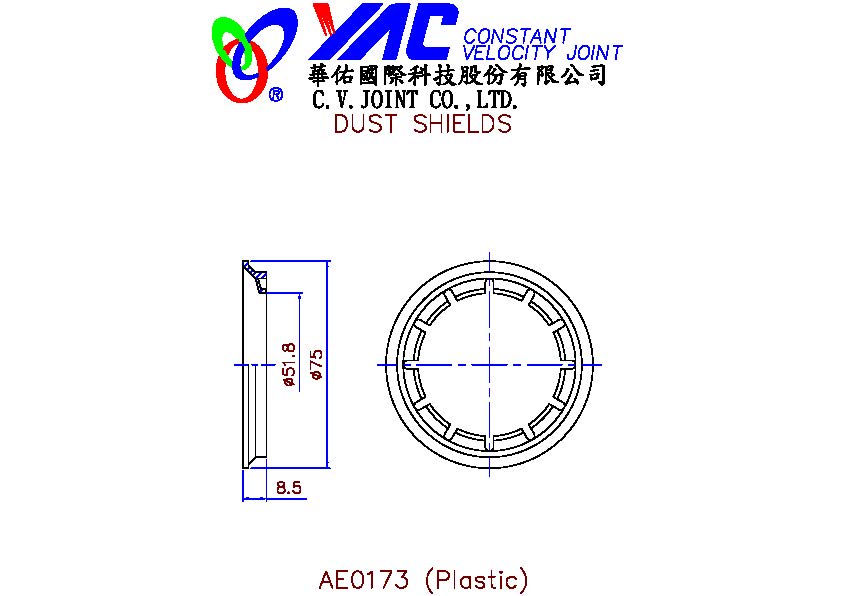 YAC CONSTANT
VELOCITY JOINT
®
華佑國際科技股份有限公司
C.V.JOINT CO.,LTD.
DUST SHIELDS
ø51.8
ø75
8.5
AE0173 (Plastic)